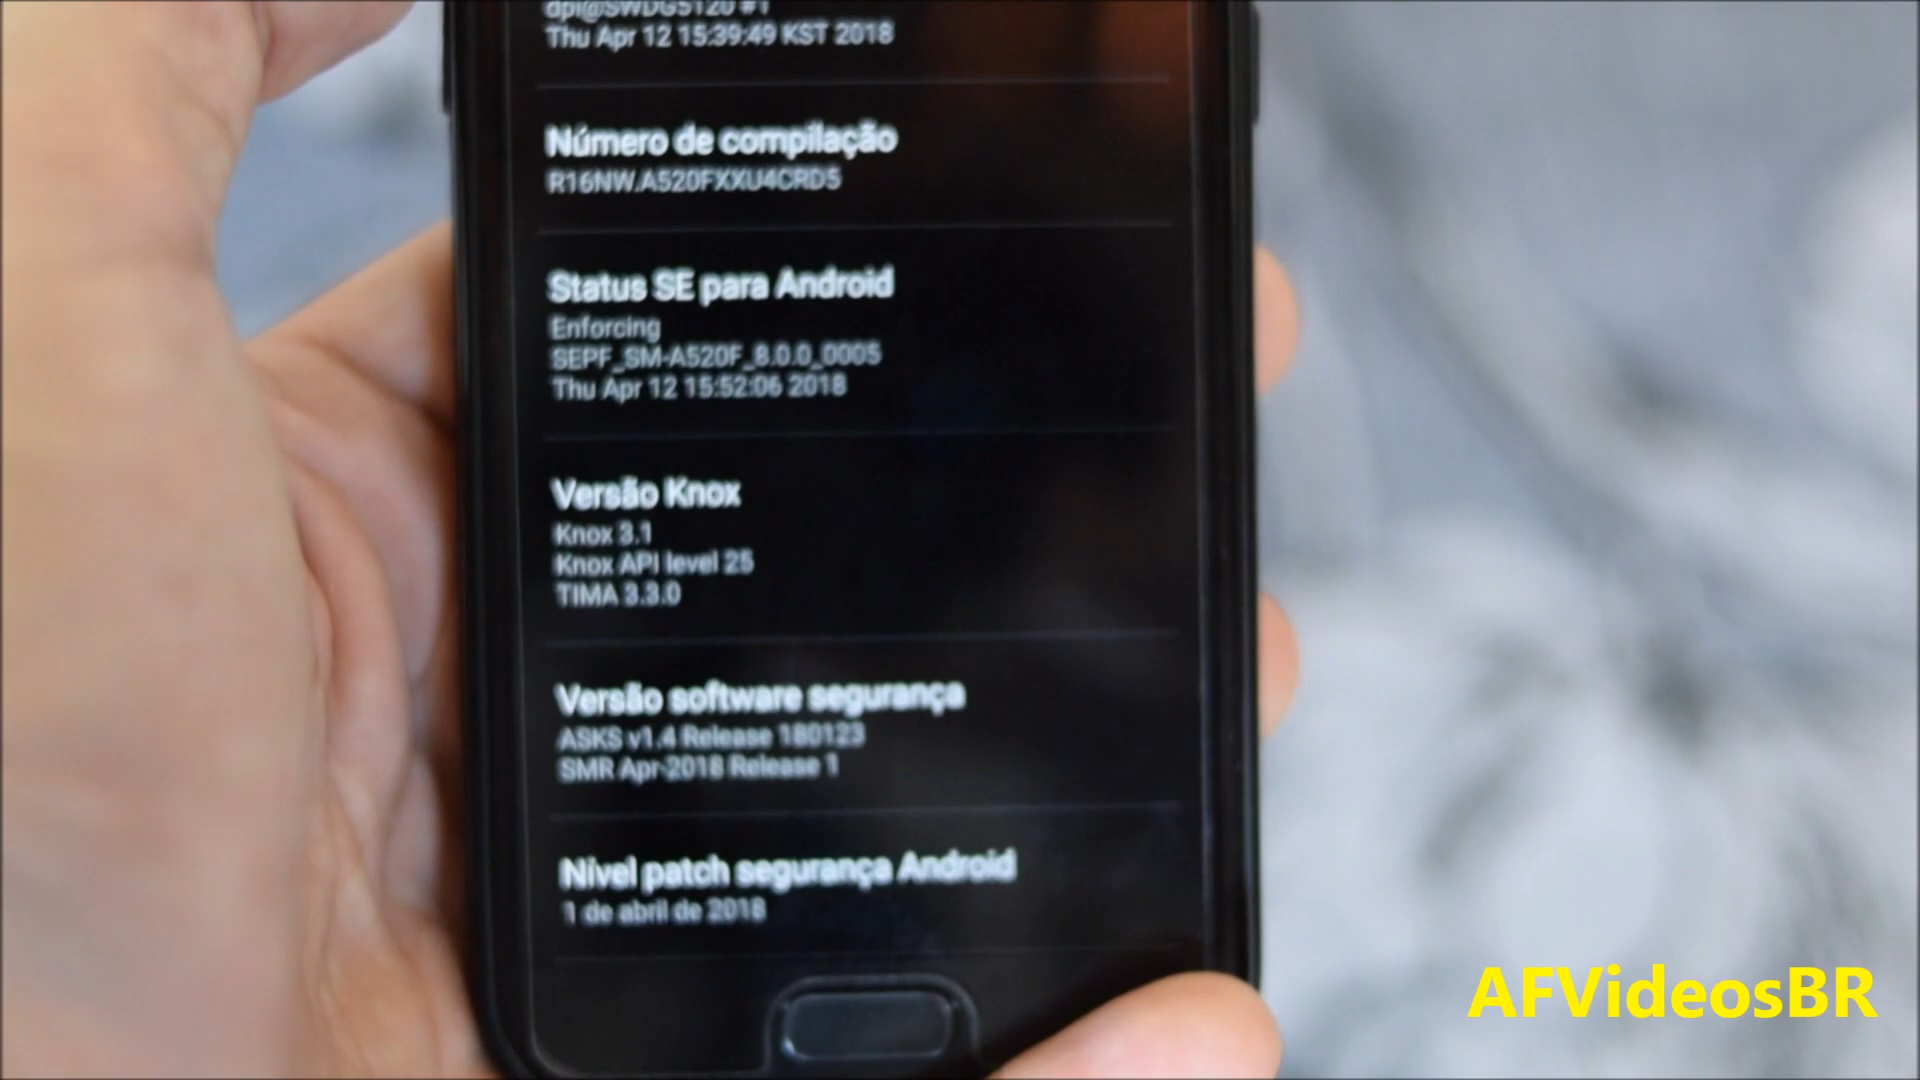 dpi@SWDG5120 #1
Thu Apr 12 15:39:49 KST 2018
Número de compilação
R16NW.A520FXXU4CRD5
Status SE para Android
Enforcing
SEPF_SM-A520F_8.0.0_0005
Thu Apr 12 15:52:06 2018
Versão Knox
Knox 3.1
Knox API level 25
TIMA 3.3.0
Versão software segurança
ASKS v1.4 Release 180123
SMR Apr-2018 Release 1
Nível patch segurança Android
1 de abril de 2018
AFVideosBR